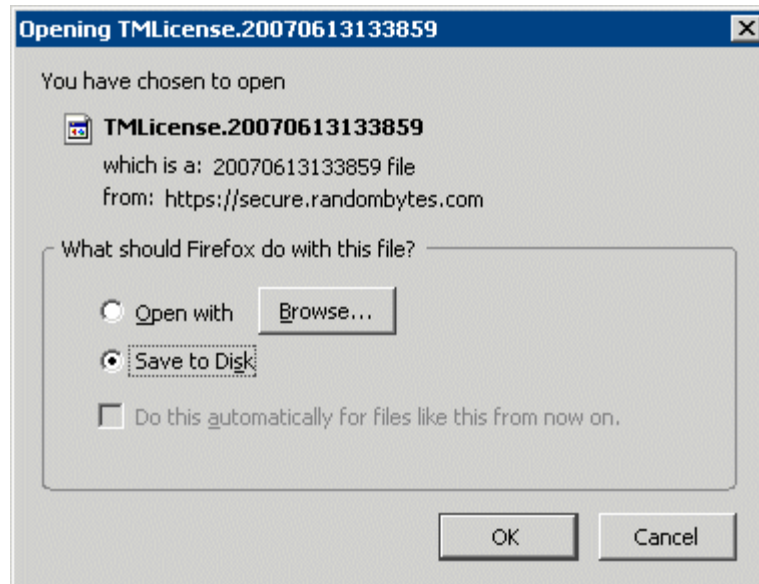 Opening TMLicense.20070613133859
You have chosen to open
TMLicense.20070613133859
which is a: 20070613133859 file
from: https://secure.randombytes.com
What should Firefox do with this file?
Open with Browse...
Save to Disk
Do this automatically for files like this from now on.
OK Cancel